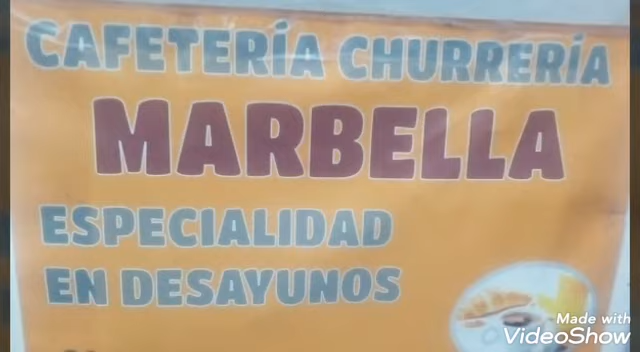 CAFETERÍA CHURRERÍA
MARBELLA
ESPECIALIDAD
EN DESAYUNOS
Made with
VideoShow